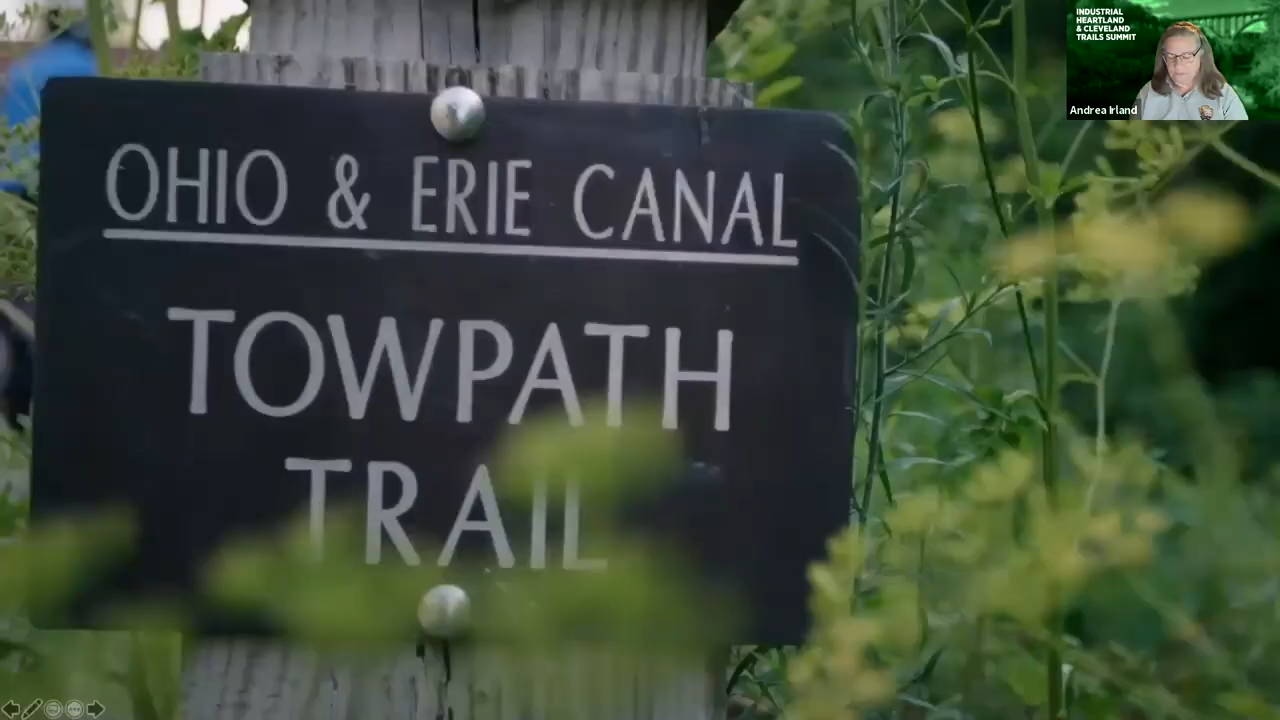 OHIO & ERIE CANAL
TOWPATH
TRAIL
INDUSTRIAL
HEARTLAND
& CLEVELAND
TRAILS SUMMIT
Andrea Irland